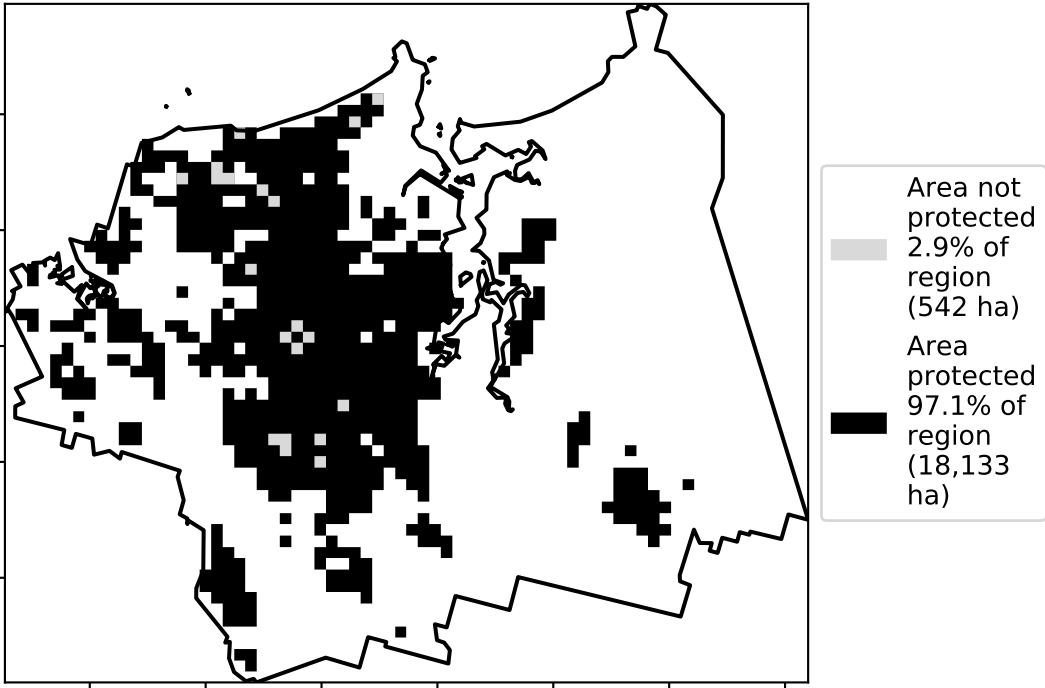 Area not
protected
2.9% of
region
(542 ha)
Area
protected
97.1% of
region
(18,133
ha)